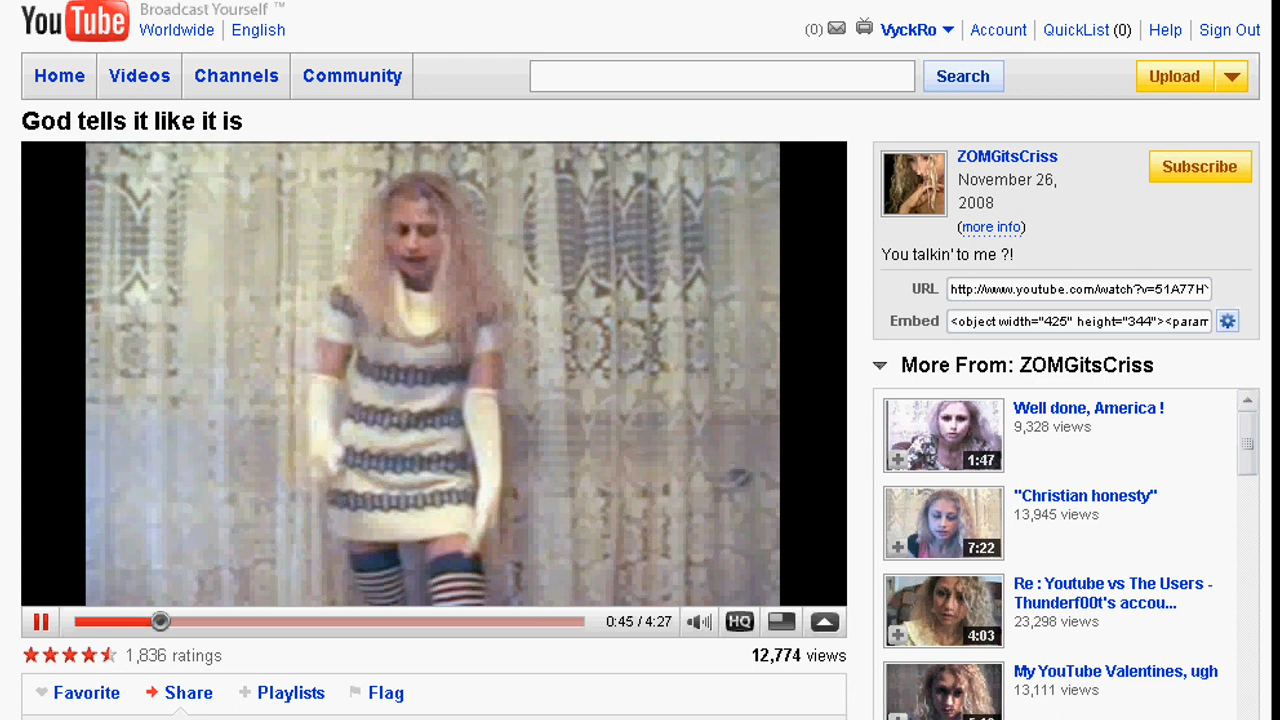 You Tube
Broadcast Yourself ™
Worldwide English
(0) VyckRo Account QuickList (0) Help Sign Out
Home Videos Channels Community Search Upload
God tells it like it is
ZOMGitsCriss
November 26,
2008
(more info)
Subscribe
You talkin' to me ?!
URL http://www.youtube.com/watch?v=51A77H
Embed <object width="425" height="344"><param
More From: ZOMGitsCriss
Well done, America !
9,328 views
1:47
"Christian honesty"
13,945 views
7:22
Re : Youtube vs The Users -
Thunderf00t's accou...
23,298 views
4:03
My YouTube Valentines, ugh
13,111 views
0:45 / 4:27 HQ
1,836 ratings 12,774 views
Favorite Share Playlists Flag